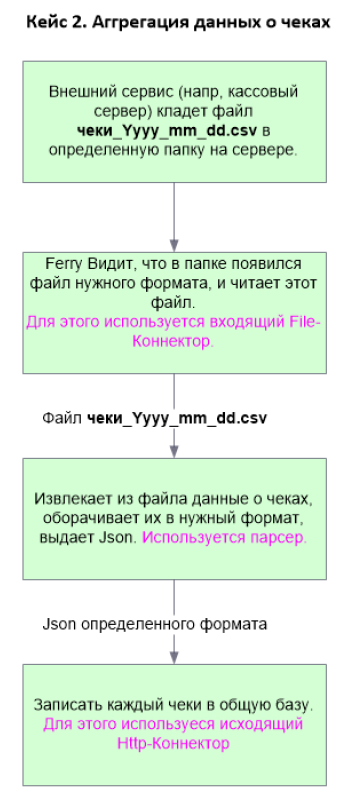 Кейс 2. Аггрегация данных о чеках
Внешний сервис (напр, кассовый
сервер) кладет файл
чеки_Yyyy_mm_dd.csv в
определенную папку на сервере.
Ferry Видит, что в папке появился
файл нужного формата, и читает этот
файл.
Для этого используется входящий File-
Коннектор.
Файл чеки_Yyyy_mm_dd.csv
Извлекает из файла данные о чеках,
оборачивает их в нужный формат,
выдает Json. Используется парсер.
Json определенного формата
Записать каждый чеки в общую базу.
Для этого используеся исходящий
Http-Коннектор